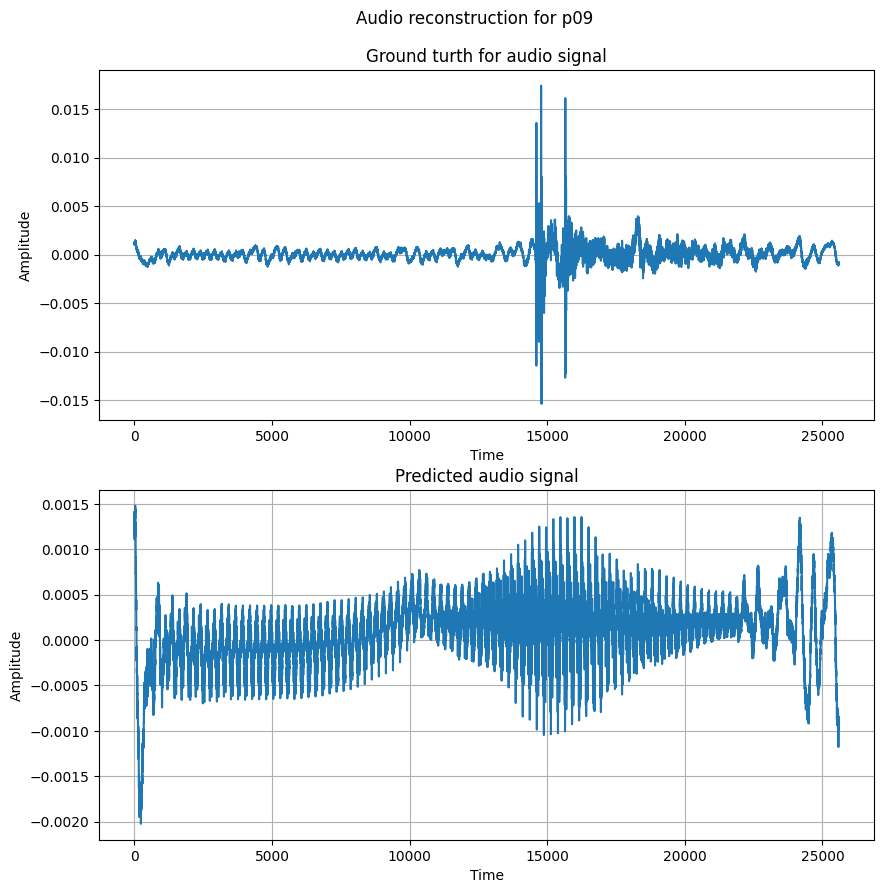 Audio reconstruction for p09
Ground turth for audio signal
0.015
0.010
0.005
0.000
−0.005
−0.010
−0.015
Amplitude
0 5000 10000 15000 20000 25000
Time
Predicted audio signal
0.0015
0.0010
0.0005
0.0000
−0.0005
−0.0010
−0.0015
−0.0020
Amplitude
0 5000 10000 15000 20000 25000
Time